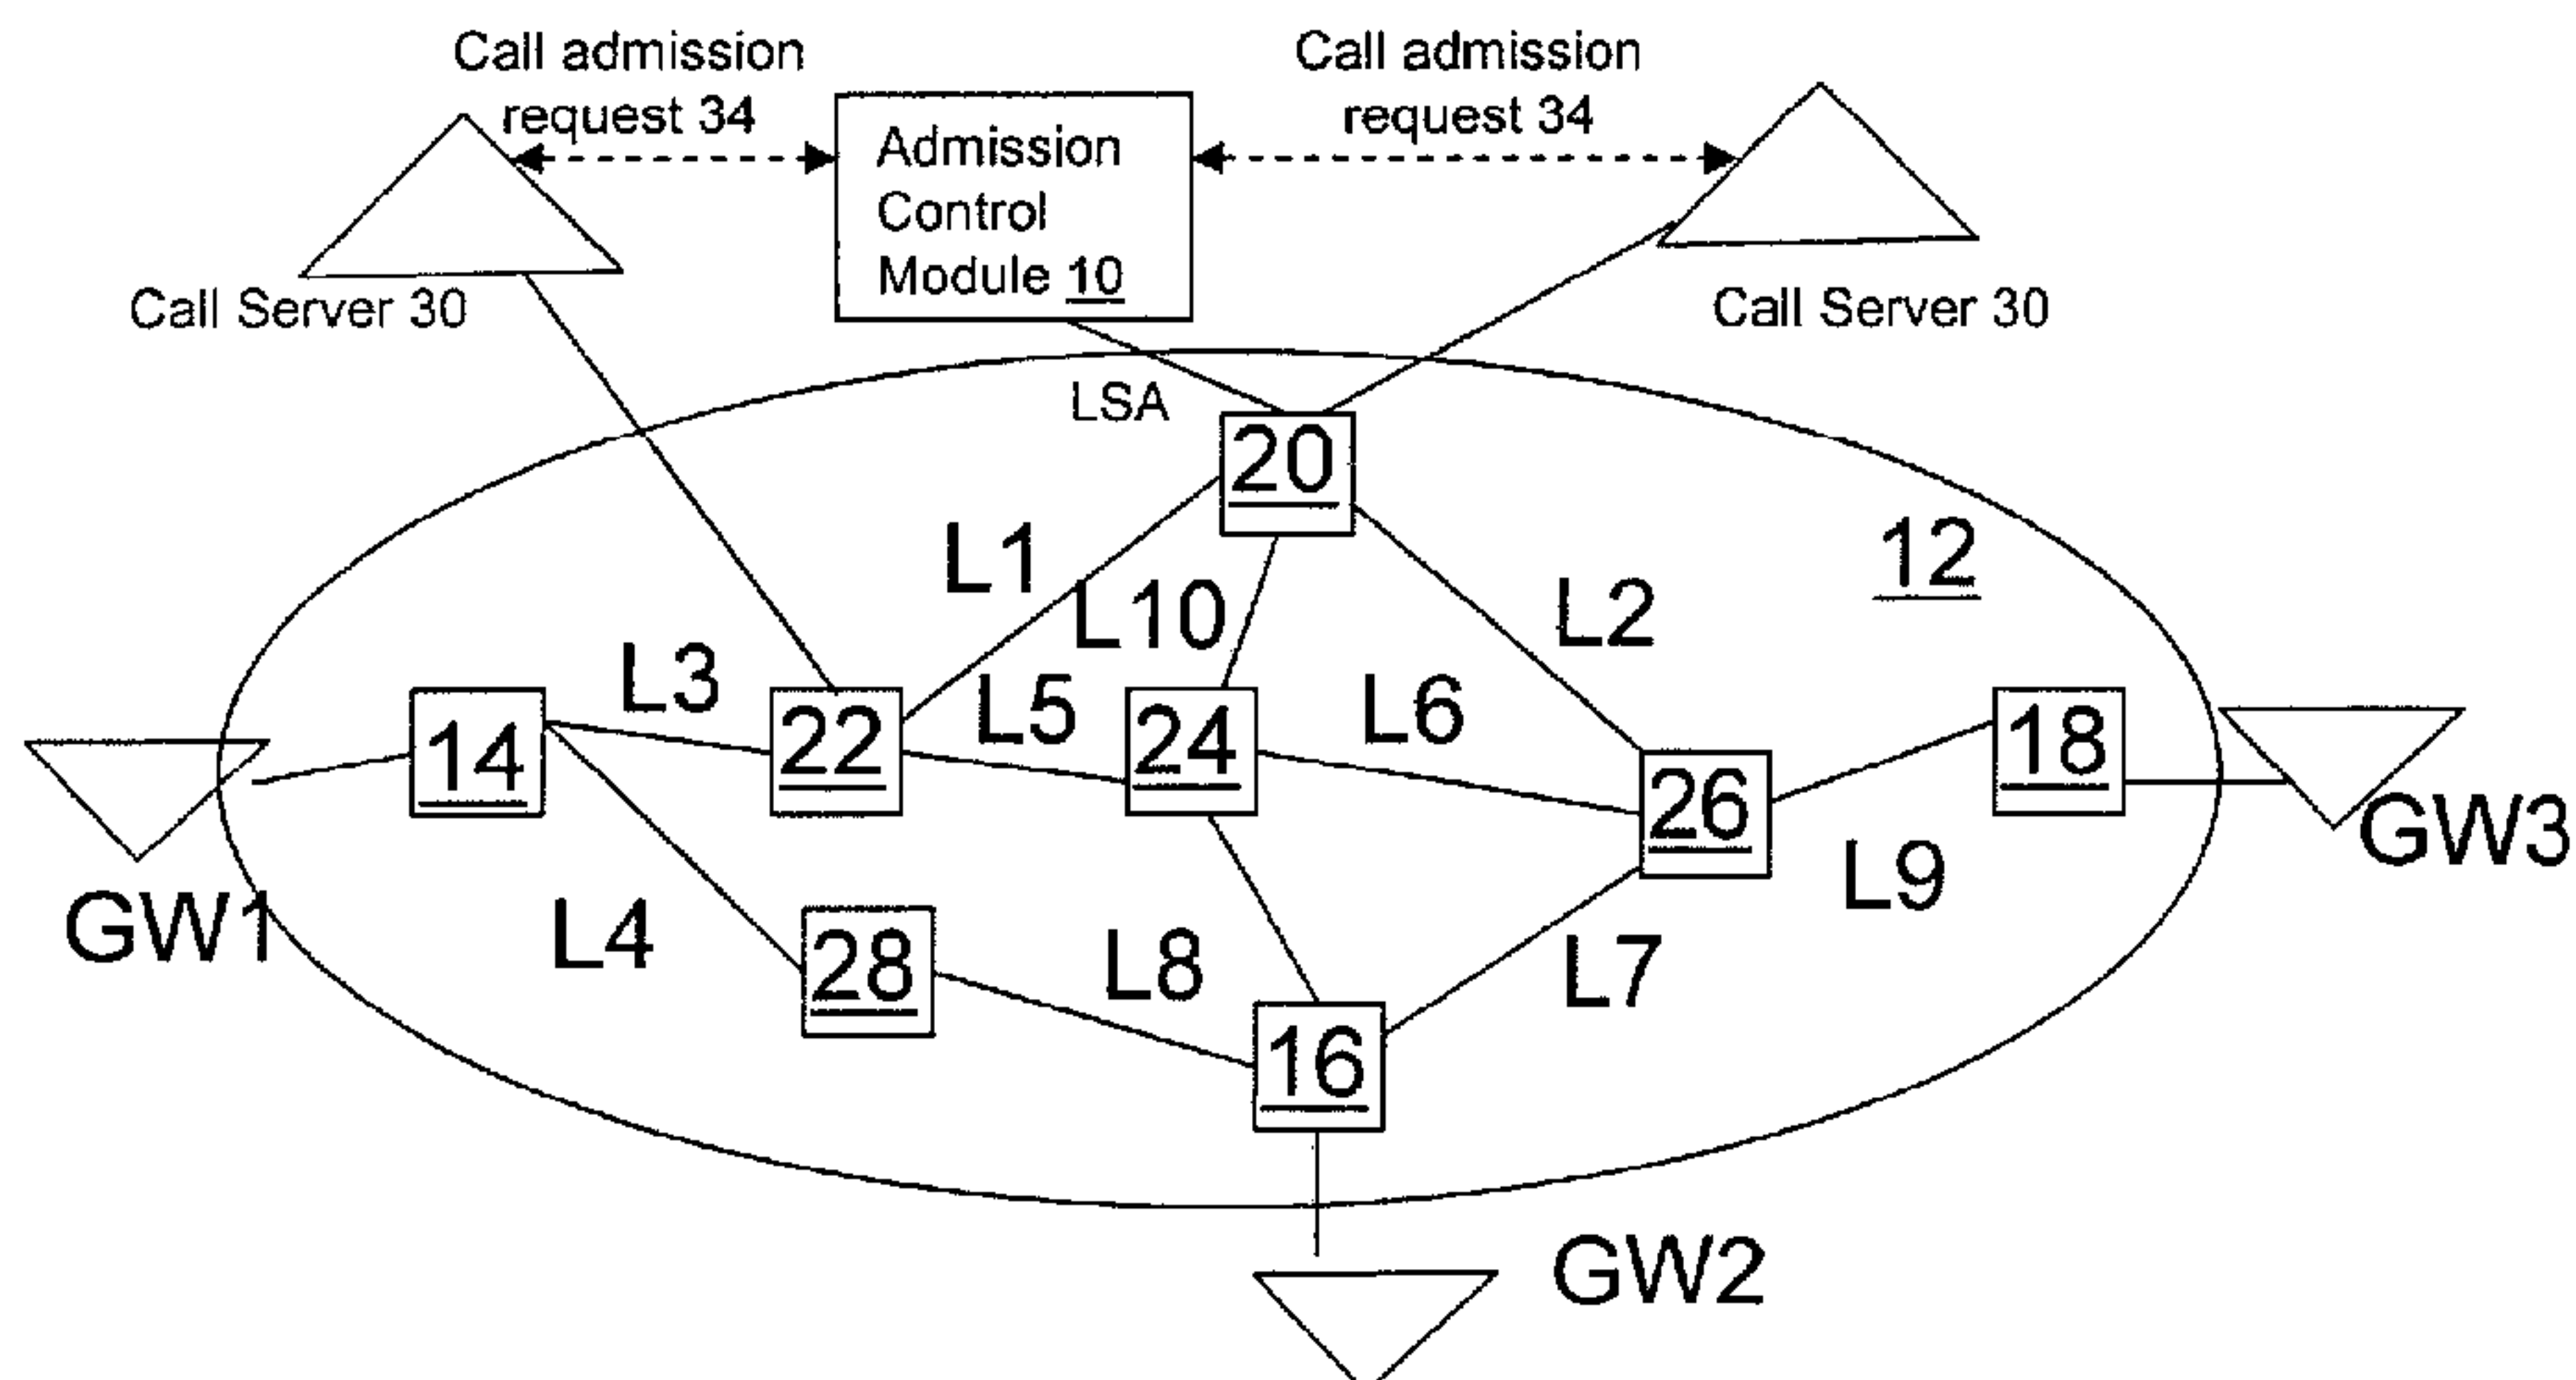 Call admission
request 34
Call admission
request 34
Admission
Control
Module 10
Call Server 30
Call Server 30
LSA
20
12
L1
L10
L2
L3
L5
L6
14
22
24
26
18
GW1
GW3
L4
28
L8
L7
L9
16
GW2